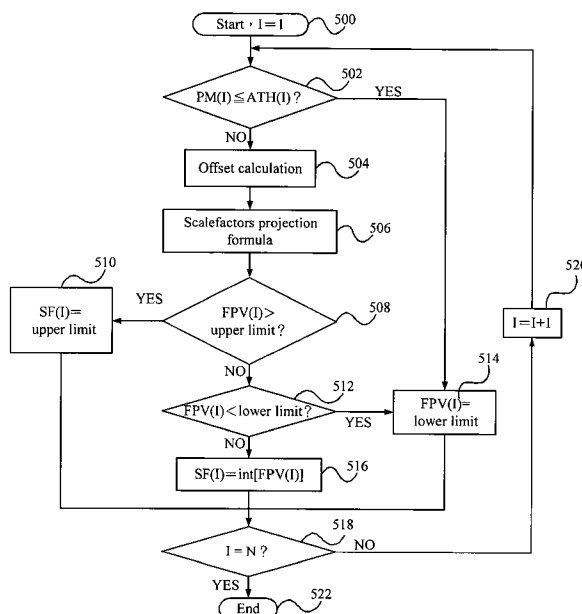 Start，I＝1
500
502
PM(I)≦ATH(I)？
YES
NO
Offset calculation
504
Scalefactors projection
formula
506
510
SF(I)＝
upper limit
YES
FPV(I)＞
upper limit？
508
520
I＝I+1
NO
512
FPV(I)＜lower limit？
YES
514
FPV(I)＝
lower limit
NO
SF(I)＝int[FPV(I)]
516
518
I＝N？
NO
YES
End
522